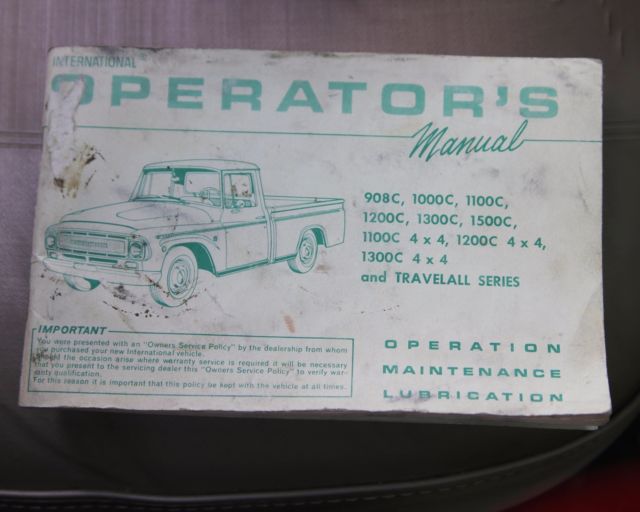 INTERNATIONAL®
OPERATOR'S
Manual
908C, 1000C, 1100C,
1200C, 1300C, 1500C,
1100C 4 x 4, 1200C 4 x 4,
1300C 4 x 4
and TRAVELALL SERIES
IMPORTANT
You were presented with an "Owners Service Policy" by the dealership from whom
you purchased your new International vehicle.
Should the occasion arise where warranty service is required it will be necessary
that you present to the servicing dealer this "Owners Service Policy" to verify war-
ranty qualification.
For this reason it is important that this policy be kept with the vehicle at all times.
OPERATION
MAINTENANCE
LUBRICATION